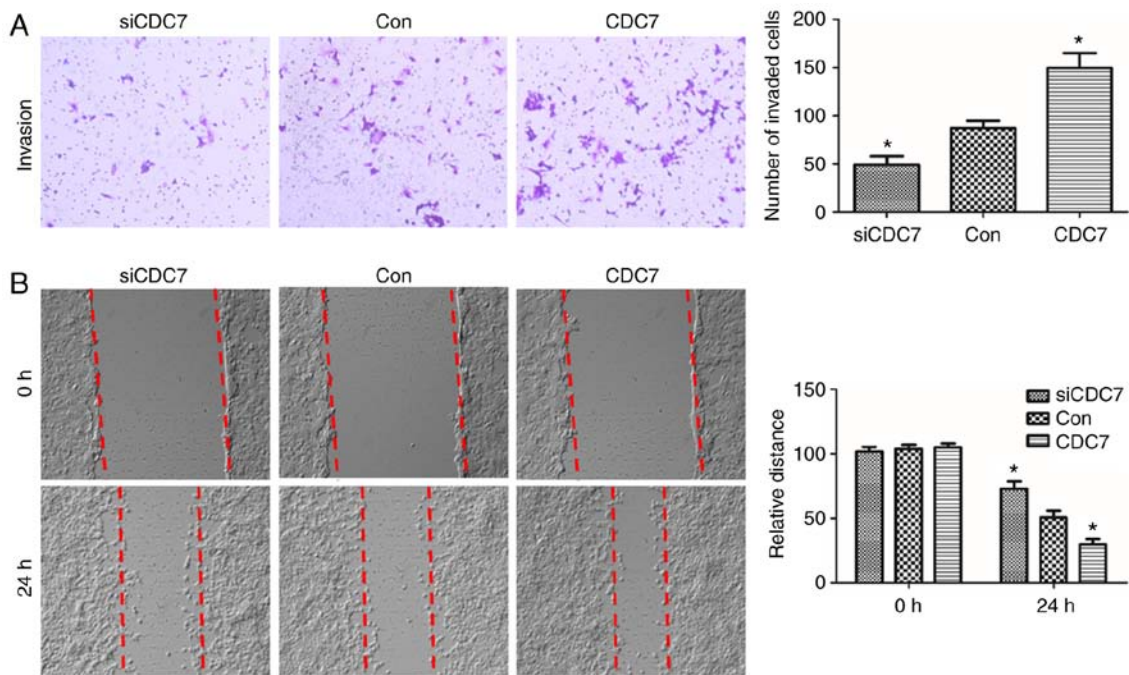 A
siCDC7
Con
CDC7
Invasion
Number of invaded cells
200
150
100
50
0
*
*
siCDC7
Con
CDC7
B
siCDC7
Con
CDC7
0 h
24 h
Relative distance
150
100
50
0
siCDC7
Con
CDC7
*
*
0 h
24 h